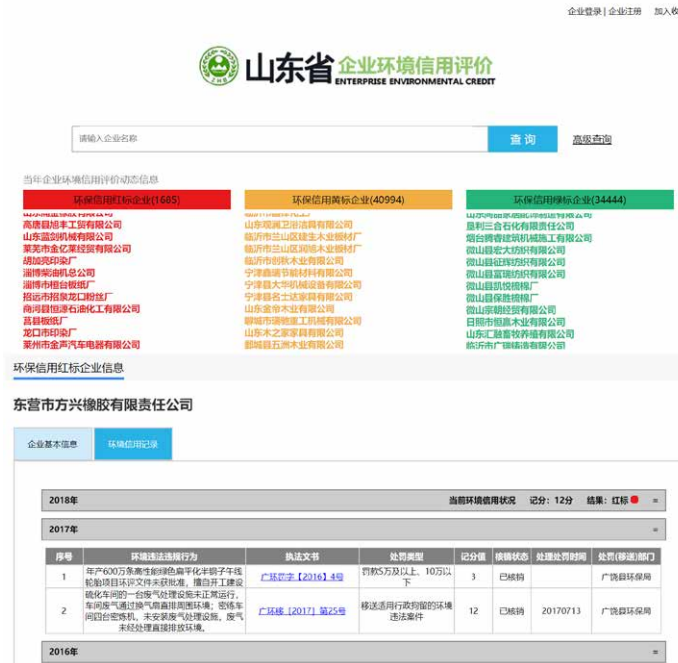 企业登录|企业注册 加入收
山东省 企业环境信用评价
ENTERPRISE ENVIRONMENTAL CREDIT
请输入企业名称
查 询
高级查询
当年企业环境信用评价动态信息
环保信用红标企业(1685)
高唐县旭丰工贸有限公司
山东蓝剑机械有限公司
莱芜市金亿莱经贸有限公司
胡加亮印染厂
淄博柴油机总公司
淄博市桓台板纸厂
招远市招泉龙口粉丝厂
商河县恒源石油化工有限公司
莒县板纸厂
龙口市印染厂
莱州市金声汽车电器有限公司
环保信用黄标企业(40994)
山东观澜卫浴洁具有限公司
临沂市兰山区建生木业板材厂
临沂市兰山区润旭木业板材厂
临沂市创秋木业有限公司
宁津鑫瑞节能材料有限公司
宁津县大华机械设备有限公司
宁津县名士达家具有限公司
山东金帝木业有限公司
聊城市瑞驰重工机械有限公司
山东木之家家具有限公司
鄄城县五洲木业有限公司
环保信用绿标企业(34444)
垦利三合石化有限责任公司
烟台腾睿建筑机械施工有限公司
微山县宏大纺织有限公司
微山县征辉纺织有限公司
微山县富瑞纺织有限公司
微山县凯悦梳棉厂
微山县保胜梳棉厂
微山宗朝经贸有限公司
日照市恒嘉木业有限公司
山东汇融畜牧养殖有限公司
临沂市广瑞铸造有限公司
环保信用红标企业信息
东营市方兴橡胶有限责任公司
企业基本信息 环境信用记录
2018年 当前环境信用状况 记分：12分 结果：红标 =
2017年 =
序号 环境违法违规行为 执法文书 处罚类型 记分值 核销状态 处理处罚时间 处罚(移送)部门
1 年产600万条高性能绿色扁平化半钢子午线轮胎项目环评文件未获批准，擅自开工建设 广环罚字【2016】4号 罚款5万及以上、10万以下 3 已核销 广饶县环保局
2 硫化车间的一台废气处理设施未正常运行，车间废气通过换气扇直排周围环境；密炼车间四台密炼机，未安装废气处理设施，废气未经处理直接排放环境。 广环移［2017］第25号 移送适用行政拘留的环境违法案件 12 已核销 20170713 广饶县环保局
2016年 =